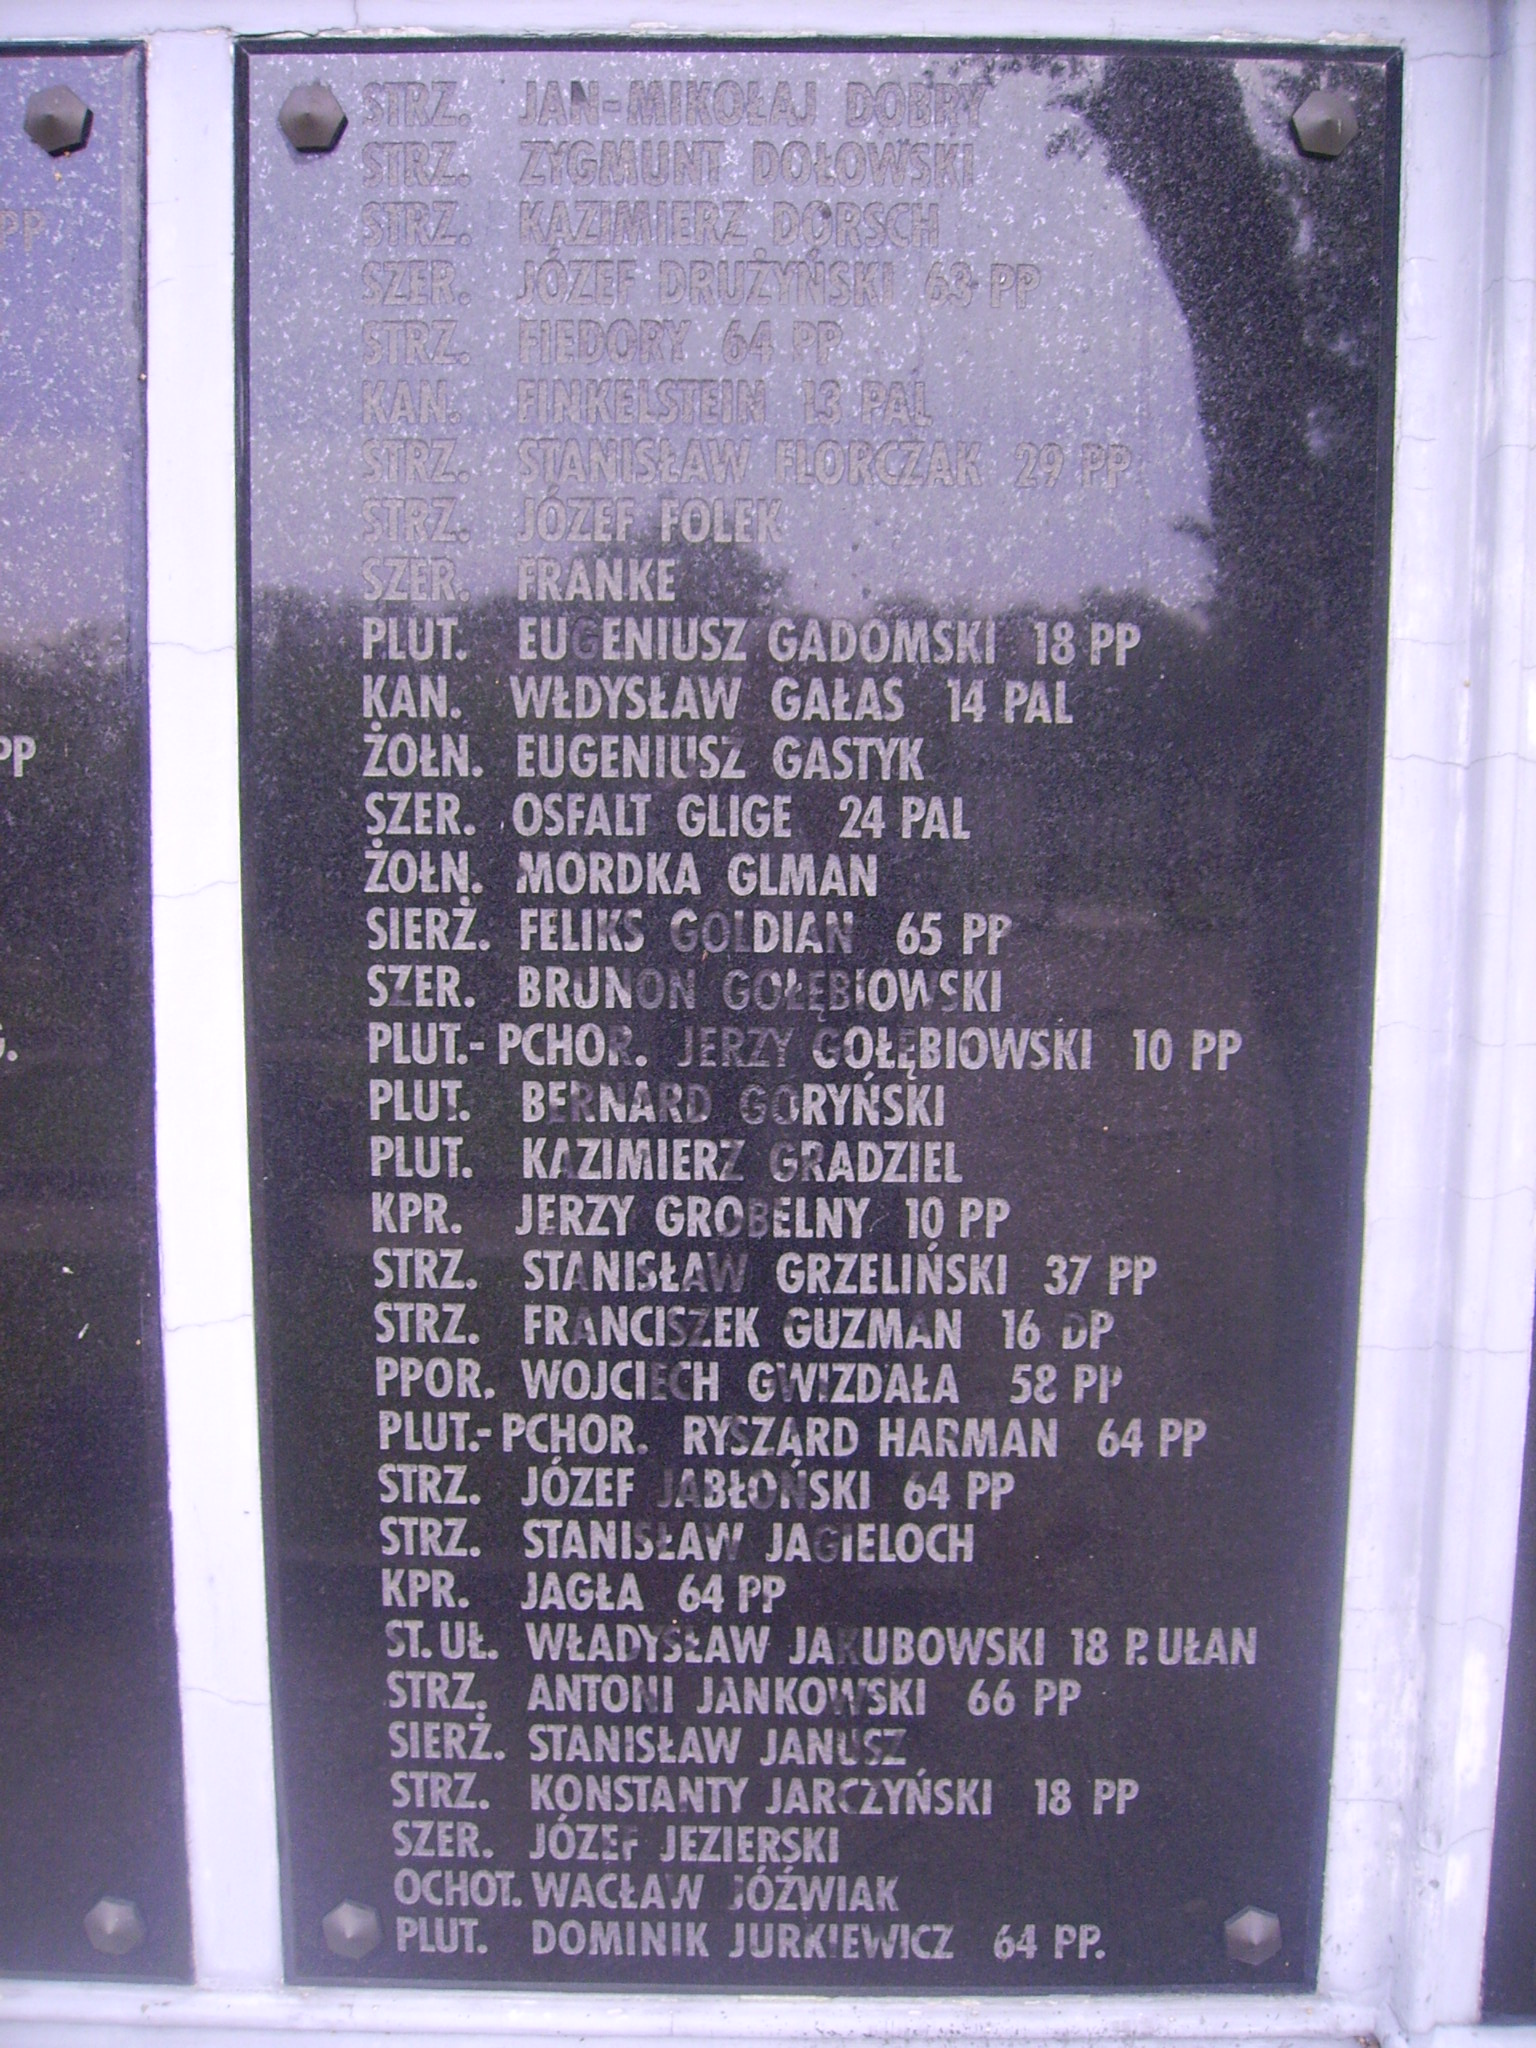 STRZ. JAN-MIKOŁAJ DOBRY
STRZ. ZYGMUNT DOŁOWSKI
STRZ. KAZIMIERZ DORSCH
SZER. JÓZEF DRUŻYŃSKI 63 PP
STRZ. FIEDORY 64 PP
KAN. FINKELSTEIN 13 PAL
STRZ. STANISŁAW FLORCZAK 29 PP
STRZ. JÓZEF FOLEK
SZER. FRANKE
PLUT. EUGENIUSZ GADOMSKI 18 PP
KAN. WŁDYSŁAW GAŁAS 14 PAL
ŻOŁN. EUGENIUSZ GASTYK
SZER. OSFALT GLIGE 24 PAL
ŻOŁN. MORDKA GLMAN
SIERŻ. FELIKS GOLDIAN 65 PP
SZER. BRUNON GOŁĘBIOWSKI
PLUT.-PCHOR. JERZY GOŁĘBIOWSKI 10 PP
PLUT. BERNARD GORYŃSKI
PLUT. KAZIMIERZ GRADZIEL
KPR. JERZY GROBELNY 10 PP
STRZ. STANISŁAW GRZELIŃSKI 37 PP
STRZ. FRANCISZEK GUZMAN 16 DP
PPOR. WOJCIECH GWIZDAŁA 58 PP
PLUT.-PCHOR. RYSZARD HARMAN 64 PP
STRZ. JÓZEF JABŁOŃSKI 64 PP
STRZ. STANISŁAW JAGIELOCH
KPR. JAGŁA 64 PP
ST. UŁ. WŁADYSŁAW JAKUBOWSKI 18 P. UŁAN
STRZ. ANTONI JANKOWSKI 66 PP
SIERŻ. STANISŁAW JANUSZ
STRZ. KONSTANTY JARCZYŃSKI 18 PP
SZER. JÓZEF JEZIERSKI
OCHOT. WACŁAW JÓŹWIAK
PLUT. DOMINIK JURKIEWICZ 64 PP.